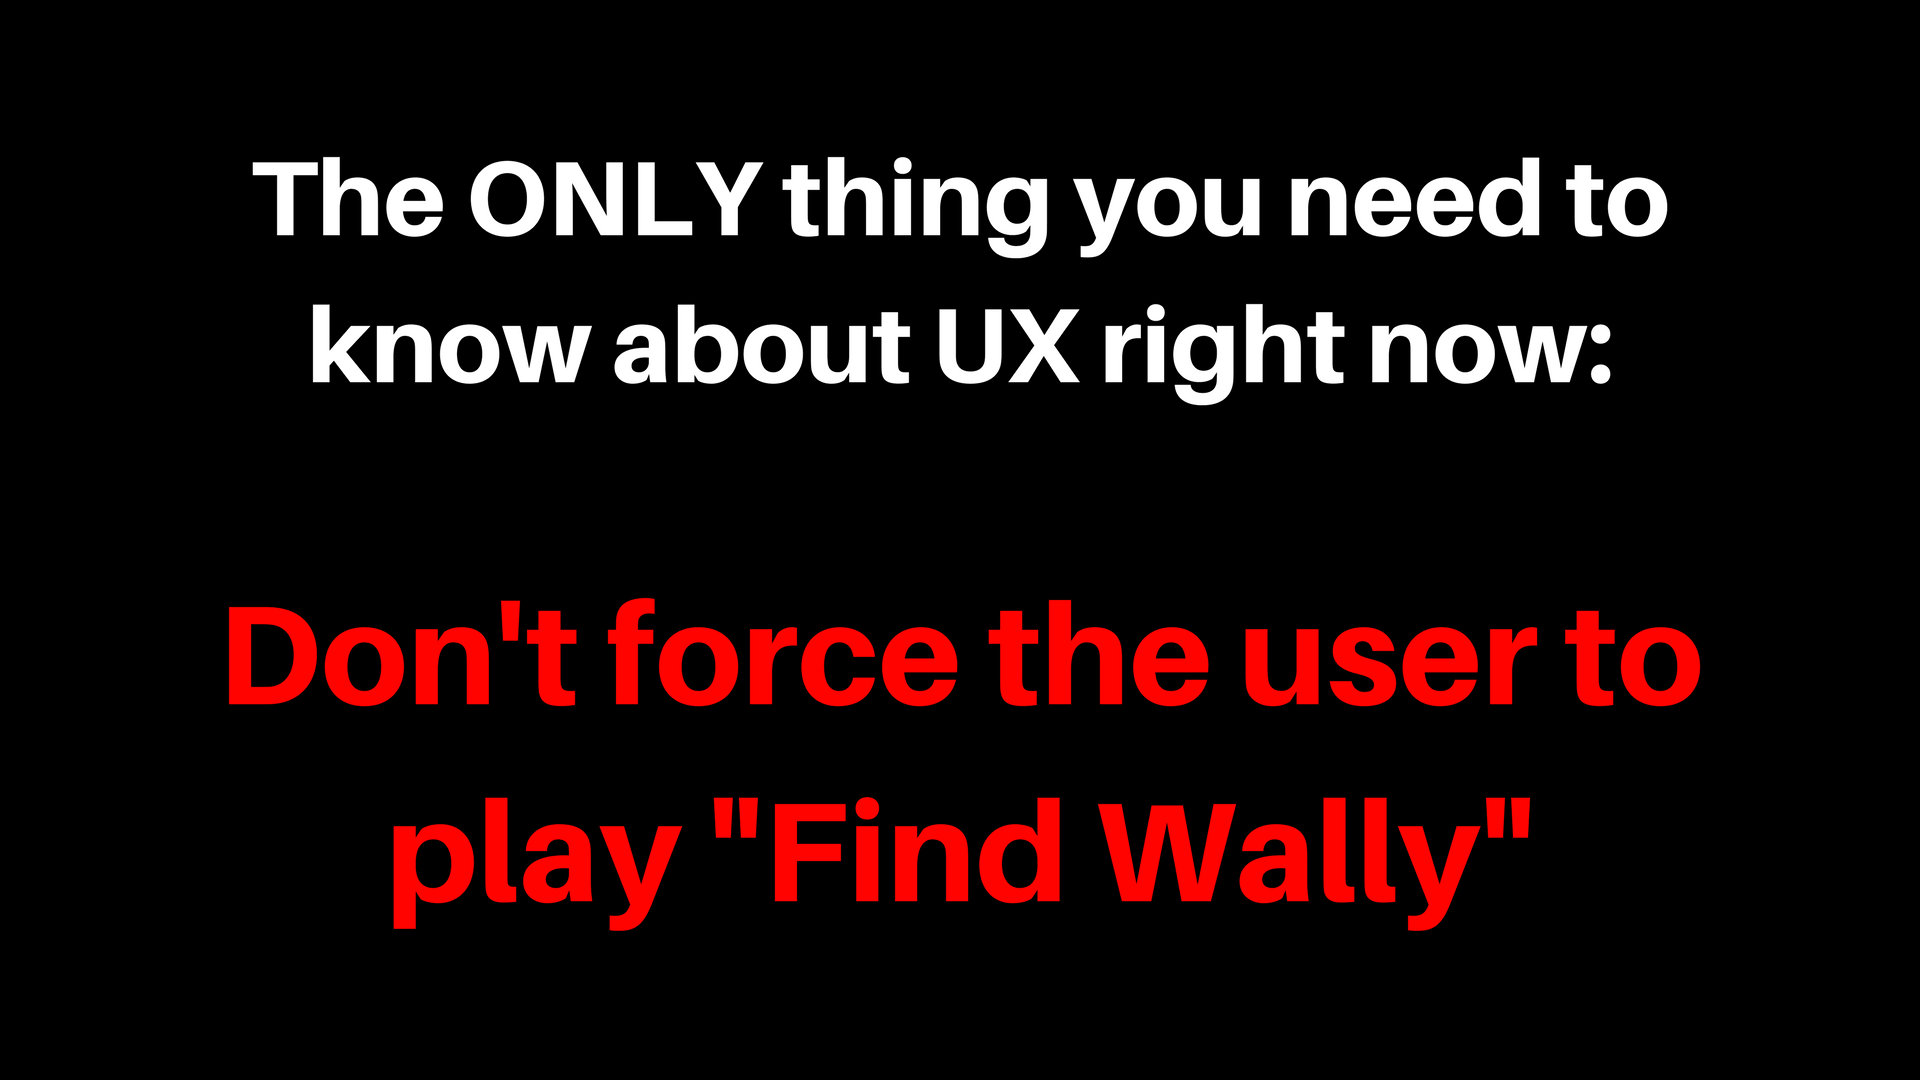 The ONLY thing you need to
know about UX right now:
Don't force the user to
play "Find Wally"